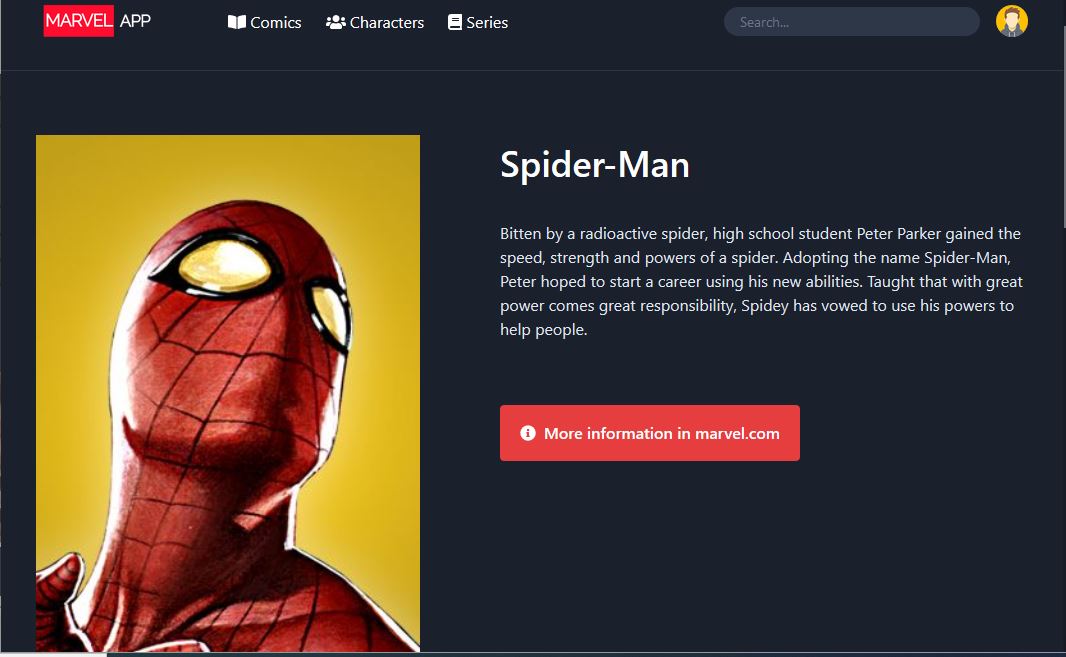 MARVEL APP
Comics
Characters
Series
Search...
Spider-Man
Bitten by a radioactive spider, high school student Peter Parker gained the
speed, strength and powers of a spider. Adopting the name Spider-Man,
Peter hoped to start a career using his new abilities. Taught that with great
power comes great responsibility, Spidey has vowed to use his powers to
help people.
More information in marvel.com